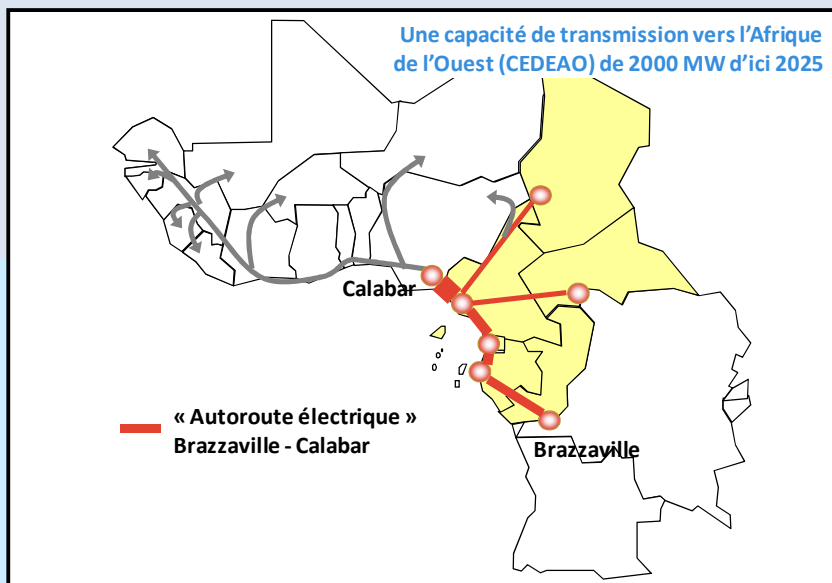 Une capacité de transmission vers l’Afrique
de l’Ouest (CEDEAO) de 2000 MW d’ici 2025
Calabar
« Autoroute électrique »
Brazzaville - Calabar
Brazzaville